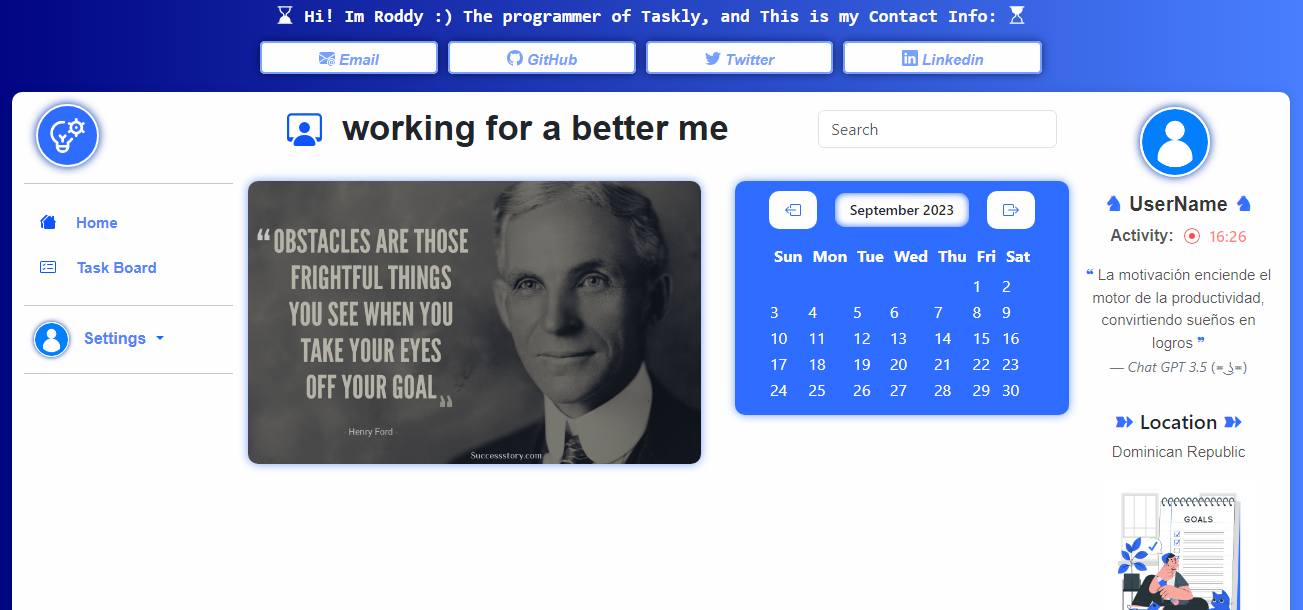 Hi! Im Roddy :) The programmer of Taskly, and This is my Contact Info:
Email
GitHub
Twitter
Linkedin
working for a better me
Search
Home
Task Board
Settings
“OBSTACLES ARE THOSE
FRIGHTFUL THINGS
YOU SEE WHEN YOU
TAKE YOUR EYES
OFF YOUR GOAL„
- Henry Ford -
Successstory.com
September 2023
Sun Mon Tue Wed Thu Fri Sat
1 2
3 4 5 6 7 8 9
10 11 12 13 14 15 16
17 18 19 20 21 22 23
24 25 26 27 28 29 30
UserName
Activity: 16:26
❝ La motivación enciende el
motor de la productividad,
convirtiendo sueños en
logros ❞
— Chat GPT 3.5 (≖ ͜ʖ≖)
Location
Dominican Republic
GOALS